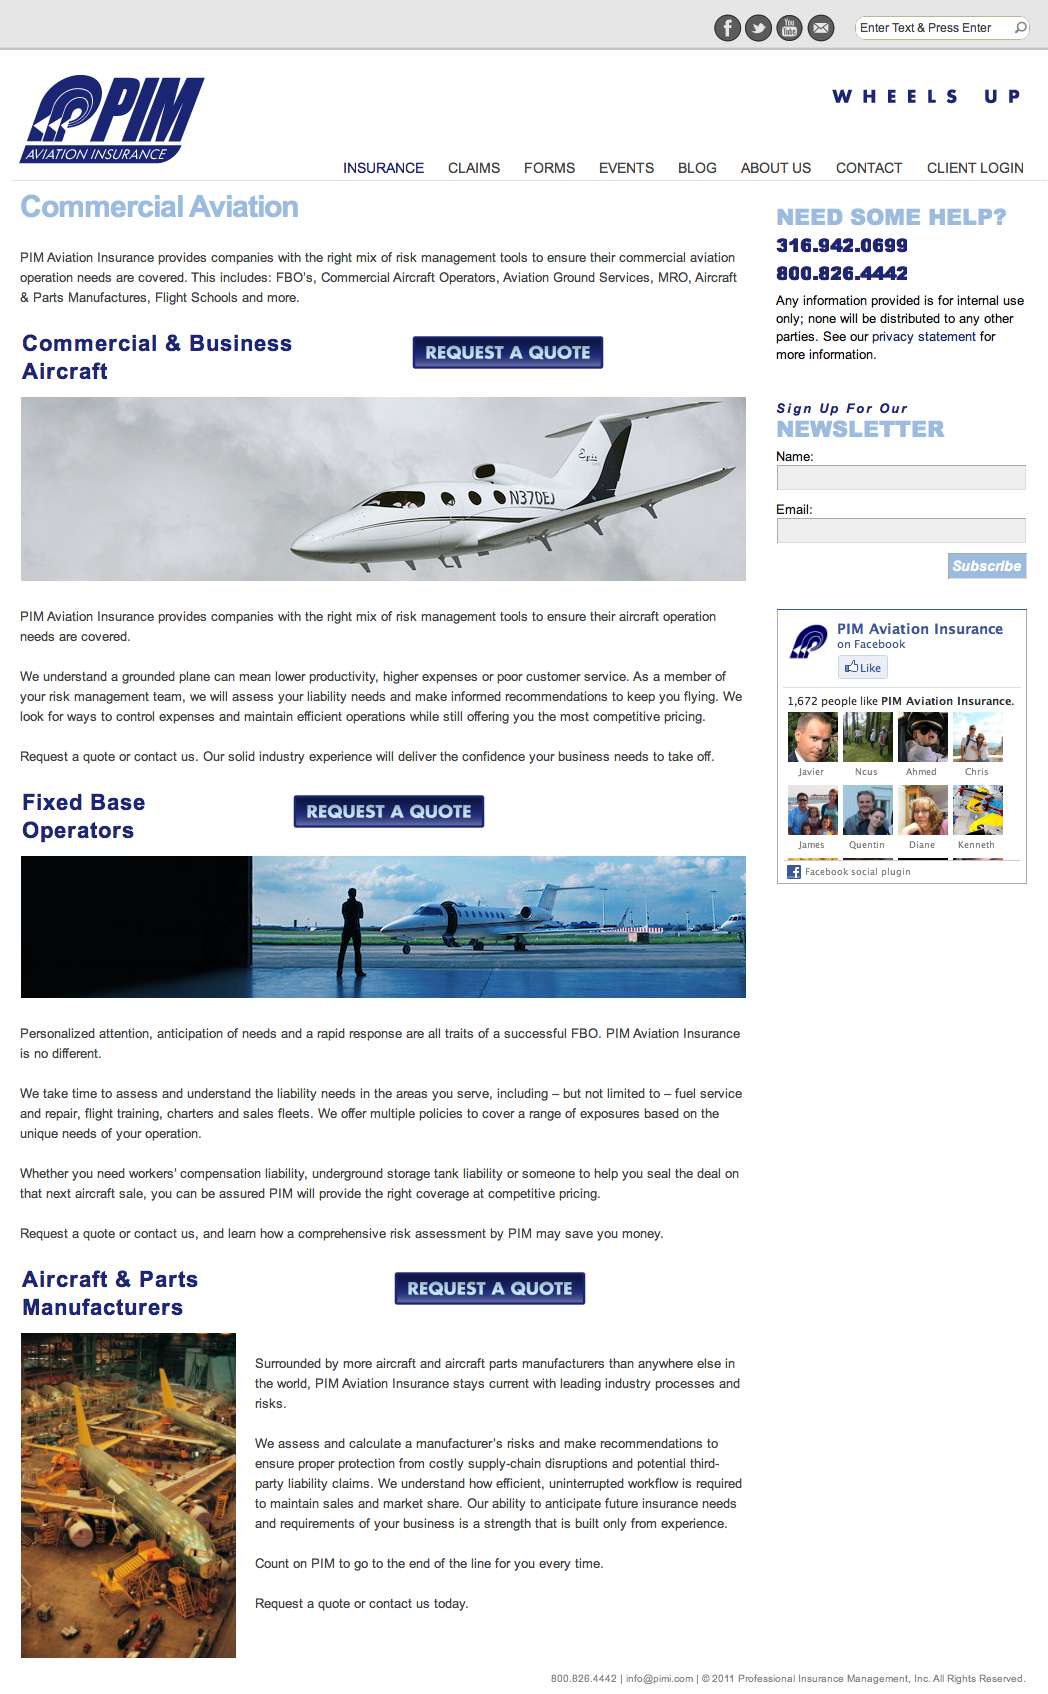 Enter Text & Press Enter
PIM
AVIATION INSURANCE
WHEELS UP
INSURANCE CLAIMS FORMS EVENTS BLOG ABOUT US CONTACT CLIENT LOGIN
Commercial Aviation
PIM Aviation Insurance provides companies with the right mix of risk management tools to ensure their commercial aviation
operation needs are covered. This includes: FBO's, Commercial Aircraft Operators, Aviation Ground Services, MRO, Aircraft
& Parts Manufactures, Flight Schools and more.
Commercial & Business
Aircraft
REQUEST A QUOTE
Epic
N370EJ
PIM Aviation Insurance provides companies with the right mix of risk management tools to ensure their aircraft operation
needs are covered.
We understand a grounded plane can mean lower productivity, higher expenses or poor customer service. As a member of
your risk management team, we will assess your liability needs and make informed recommendations to keep you flying. We
look for ways to control expenses and maintain efficient operations while still offering you the most competitive pricing.
Request a quote or contact us. Our solid industry experience will deliver the confidence your business needs to take off.
Fixed Base
Operators
REQUEST A QUOTE
Personalized attention, anticipation of needs and a rapid response are all traits of a successful FBO. PIM Aviation Insurance
is no different.
We take time to assess and understand the liability needs in the areas you serve, including – but not limited to – fuel service
and repair, flight training, charters and sales fleets. We offer multiple policies to cover a range of exposures based on the
unique needs of your operation.
Whether you need workers' compensation liability, underground storage tank liability or someone to help you seal the deal on
that next aircraft sale, you can be assured PIM will provide the right coverage at competitive pricing.
Request a quote or contact us, and learn how a comprehensive risk assessment by PIM may save you money.
Aircraft & Parts
Manufacturers
REQUEST A QUOTE
Surrounded by more aircraft and aircraft parts manufacturers than anywhere else in
the world, PIM Aviation Insurance stays current with leading industry processes and
risks.
We assess and calculate a manufacturer's risks and make recommendations to
ensure proper protection from costly supply-chain disruptions and potential third-
party liability claims. We understand how efficient, uninterrupted workflow is required
to maintain sales and market share. Our ability to anticipate future insurance needs
and requirements of your business is a strength that is built only from experience.
Count on PIM to go to the end of the line for you every time.
Request a quote or contact us today.
NEED SOME HELP?
316.942.0699
800.826.4442
Any information provided is for internal use
only; none will be distributed to any other
parties. See our privacy statement for
more information.
Sign Up For Our
NEWSLETTER
Name:
Email:
Subscribe
PIM Aviation Insurance
on Facebook
Like
1,672 people like PIM Aviation Insurance.
Javier Ncus Ahmed Chris
James Quentin Diane Kenneth
Facebook social plugin
800.826.4442 | info@pimi.com | © 2011 Professional Insurance Management, Inc. All Rights Reserved.